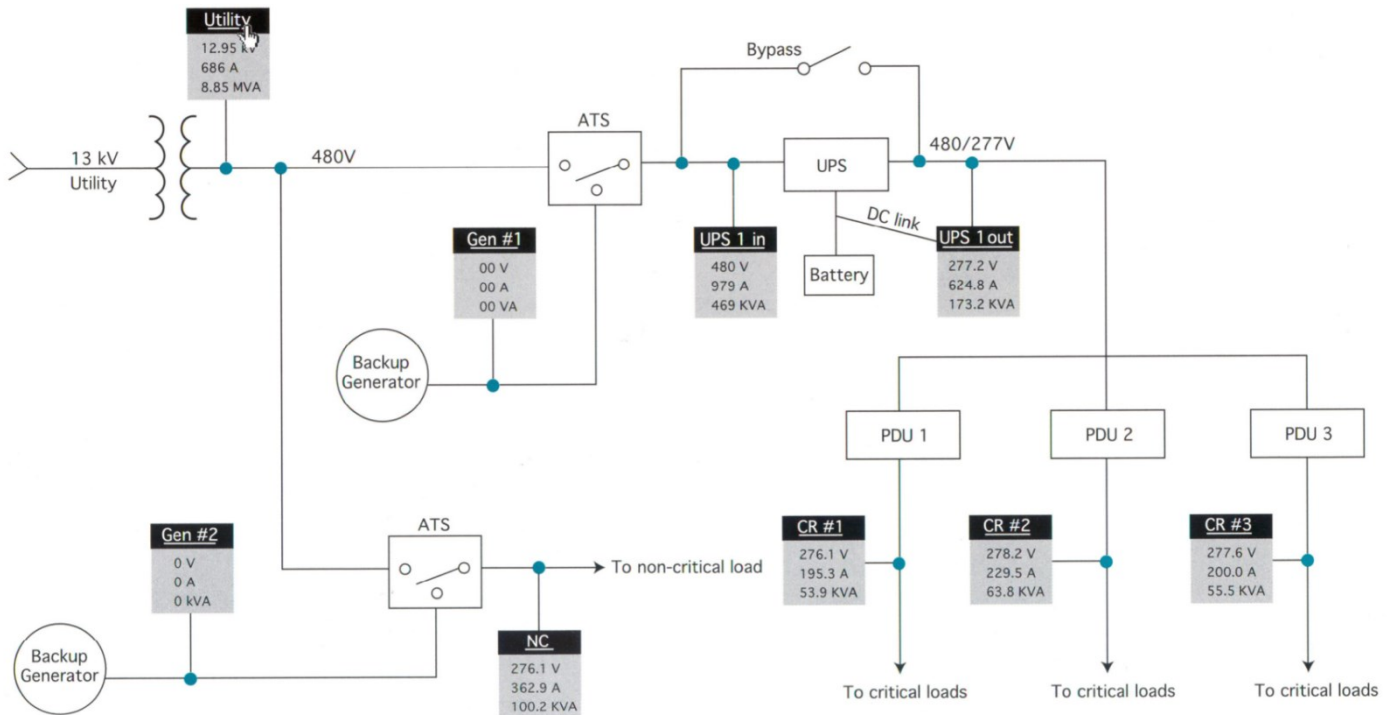 Utility
12.95 kV
686 A
8.85 MVA
Bypass
ATS
13 kV
Utility
480V
UPS
480/277V
DC link
Gen #1
00 V
00 A
00 VA
UPS 1 in
480 V
979 A
469 KVA
Battery
UPS 1 out
277.2 V
624.8 A
173.2 KVA
Backup
Generator
PDU 1
PDU 2
PDU 3
Gen #2
0 V
0 A
0 kVA
ATS
To non-critical load
CR #1
276.1 V
195.3 A
53.9 KVA
CR #2
278.2 V
229.5 A
63.8 KVA
CR #3
277.6 V
200.0 A
55.5 KVA
Backup
Generator
NC
276.1 V
362.9 A
100.2 KVA
To critical loads
To critical loads
To critical loads